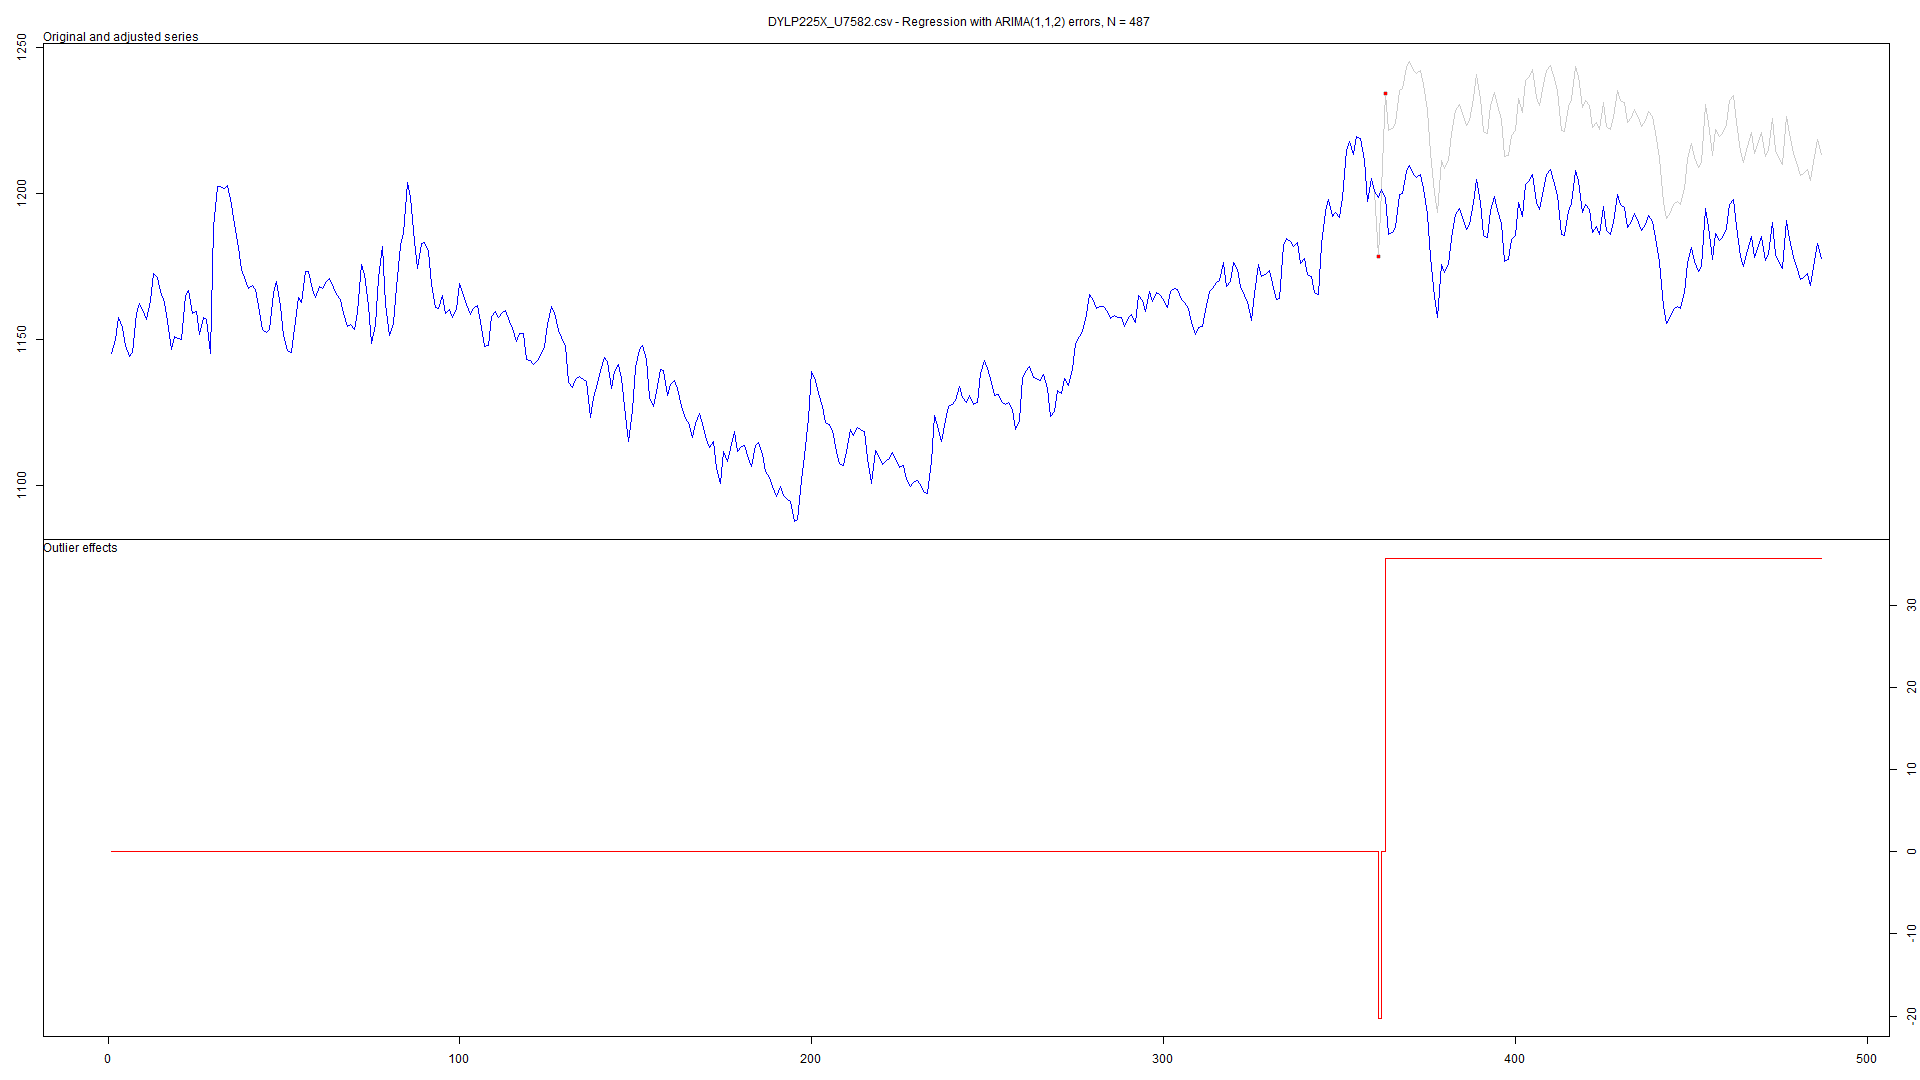 DYLP225X_U7582.csv - Regression with ARIMA(1,1,2) errors, N = 487
Original and adjusted series
1250
1200
1150
1100
Outlier effects
30
20
10
0
-10
-20
0 100 200 300 400 500